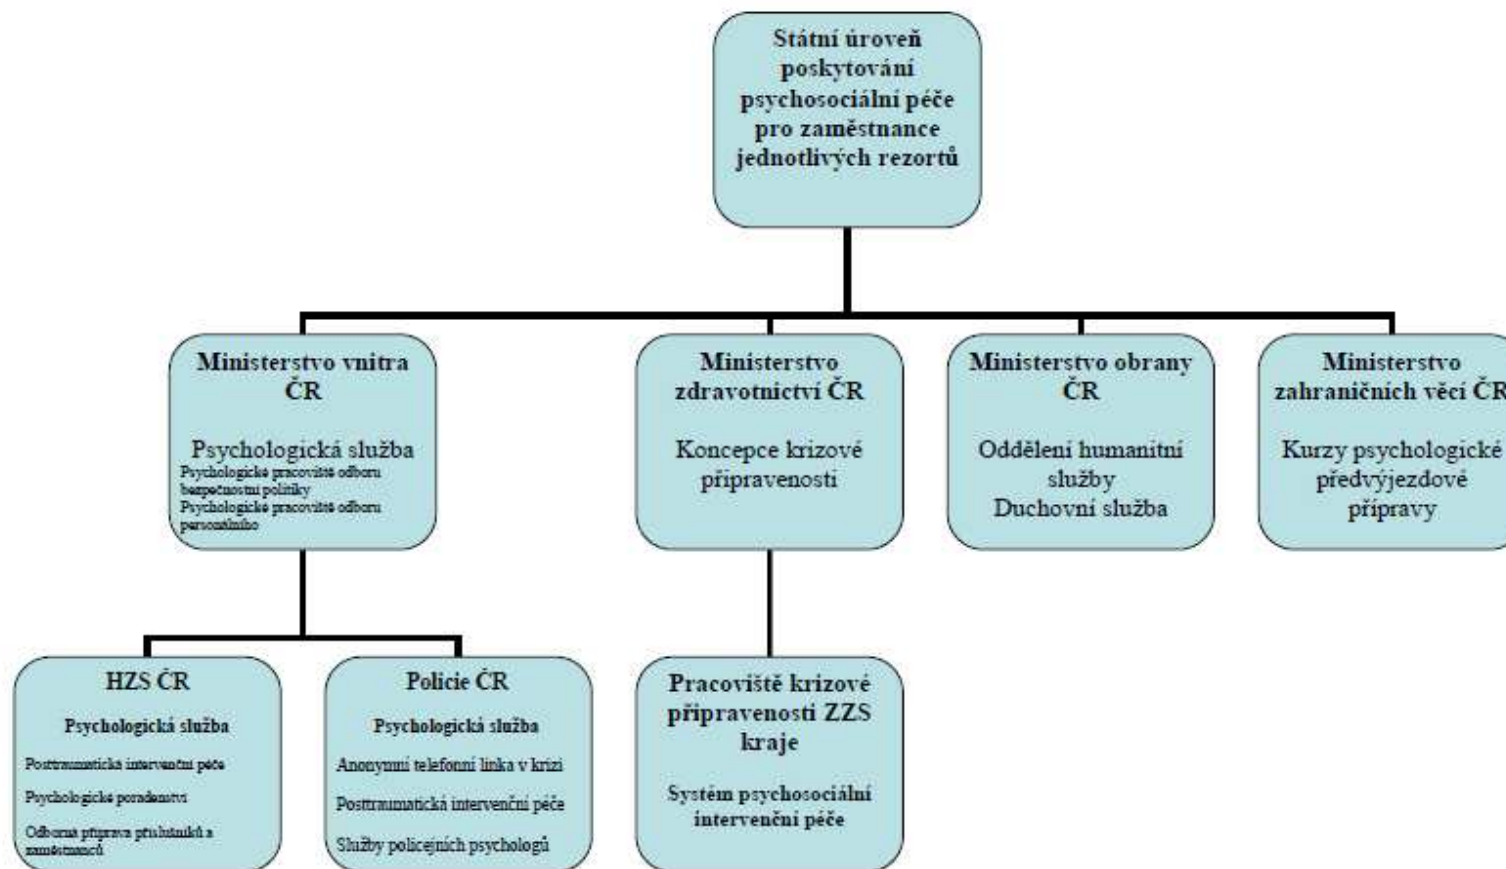 Státní úroveň
poskytování
psychosociální péče
pro zaměstnance
jednotlivých rezortů
Ministerstvo vnitra
ČR
Psychologická služba
Psychologické pracoviště odboru
bezpečnostní politiky
Psychologické pracoviště odboru
personálního
Ministerstvo
zdravotnictví ČR
Koncepce krizové
připravenosti
Ministerstvo obrany
ČR
Oddělení humanitní
služby
Duchovní služba
Ministerstvo
zahraničních věcí ČR
Kurzy psychologické
předvýjezdové
přípravy
HZS ČR
Psychologická služba
Posttraumatická intervenční péče
Psychologické poradenství
Odborná příprava příslušníků a
zaměstnanců
Policie ČR
Psychologická služba
Anonymní telefonní linka v krizi
Posttraumatická intervenční péče
Služby policejních psychologů
Pracoviště krizové
připravenosti ZZS
kraje
Systém psychosociální
intervenční péče